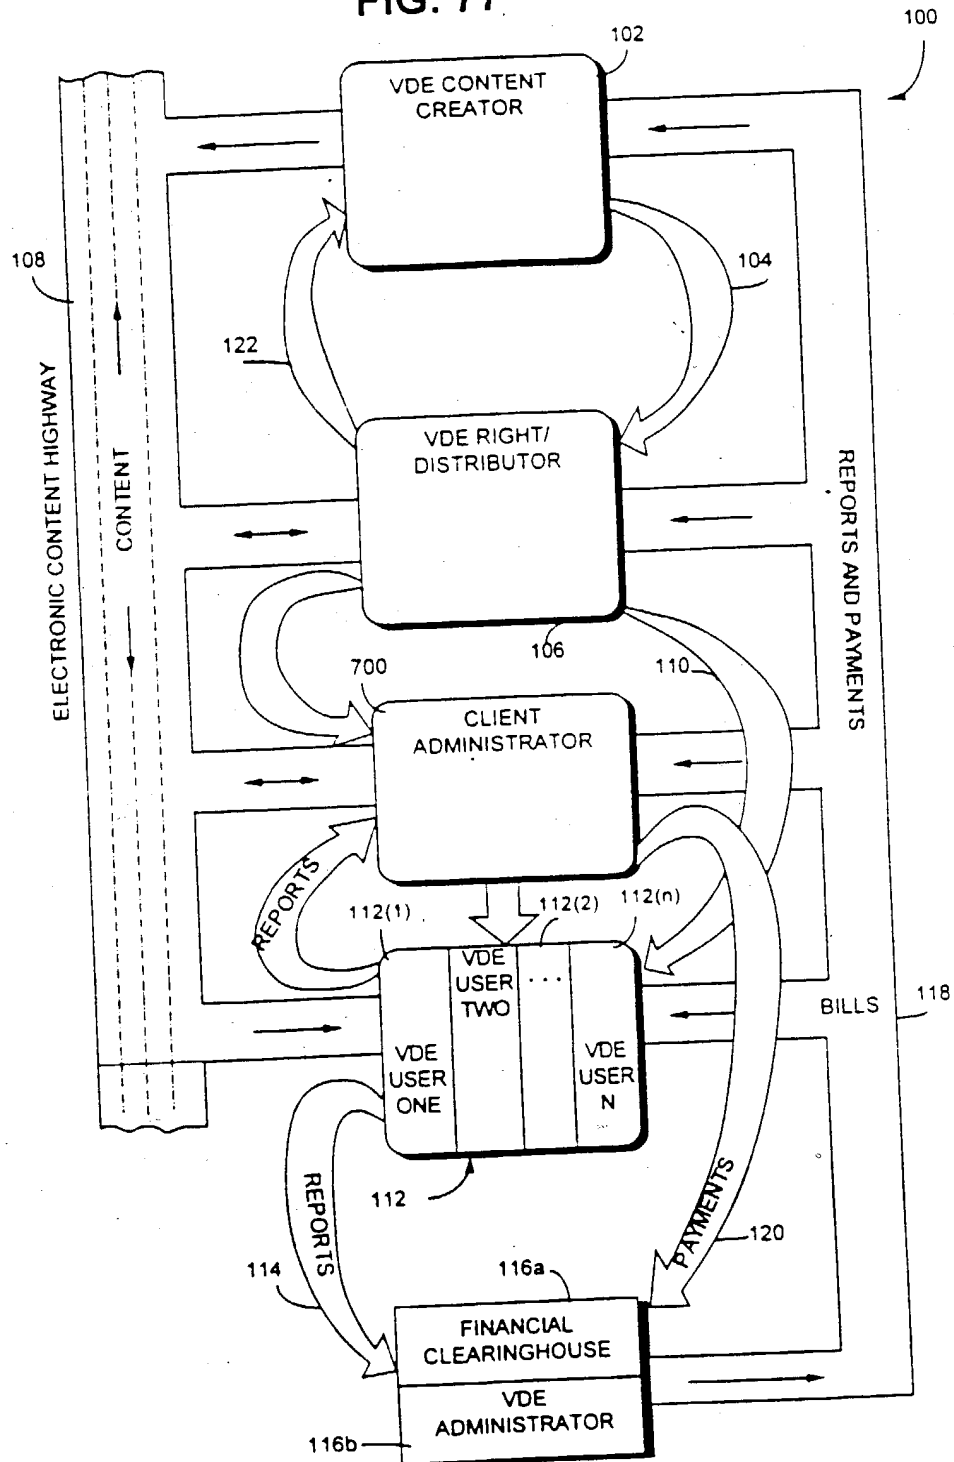 FIG. 77
100
102
VDE CONTENT
CREATOR
108
104
122
ELECTRONIC CONTENT HIGHWAY
CONTENT
VDE RIGHT/
DISTRIBUTOR
REPORTS AND PAYMENTS
106
110
700
CLIENT
ADMINISTRATOR
REPORTS
112(1)
112(2)
112(n)
VDE
USER
TWO
...
BILLS
118
VDE
USER
ONE
VDE
USER
N
112
REPORTS
PAYMENTS
120
114
116a
FINANCIAL
CLEARINGHOUSE
VDE
ADMINISTRATOR
116b